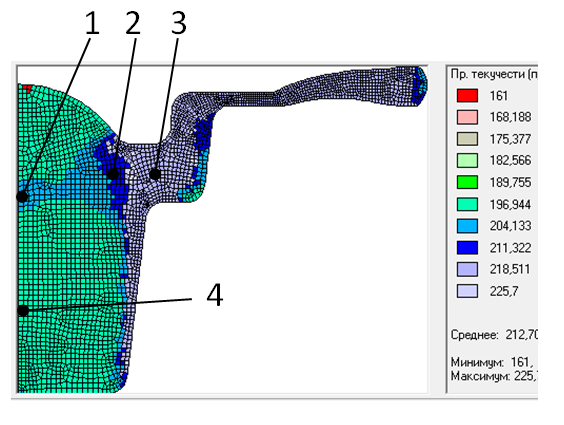 1 2 3
4
Пр. текучести (п
161
168,188
175,377
182,566
189,755
196,944
204,133
211,322
218,511
225,7
Среднее: 212,70
Минимум: 161,
Максимум: 225,